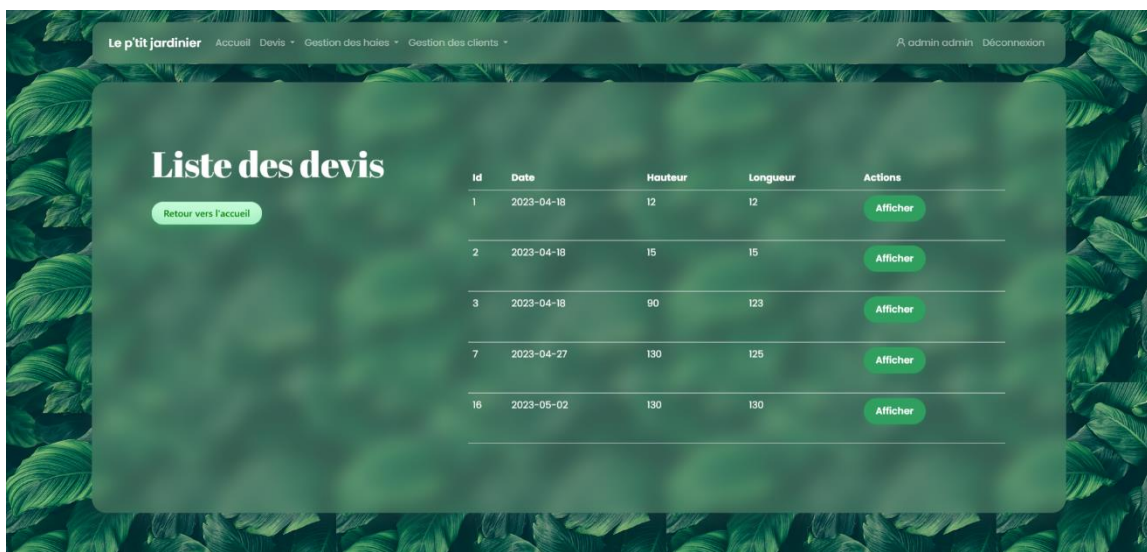 Le p'tit jardinier Accueil Devis Gestion des haies Gestion des clients admin admin Déconnexion
Liste des devis
Retour vers l'accueil
Id Date Hauteur Longueur Actions
1 2023-04-18 12 12 Afficher
2 2023-04-18 15 15 Afficher
3 2023-04-18 90 123 Afficher
7 2023-04-27 130 125 Afficher
16 2023-05-02 130 130 Afficher